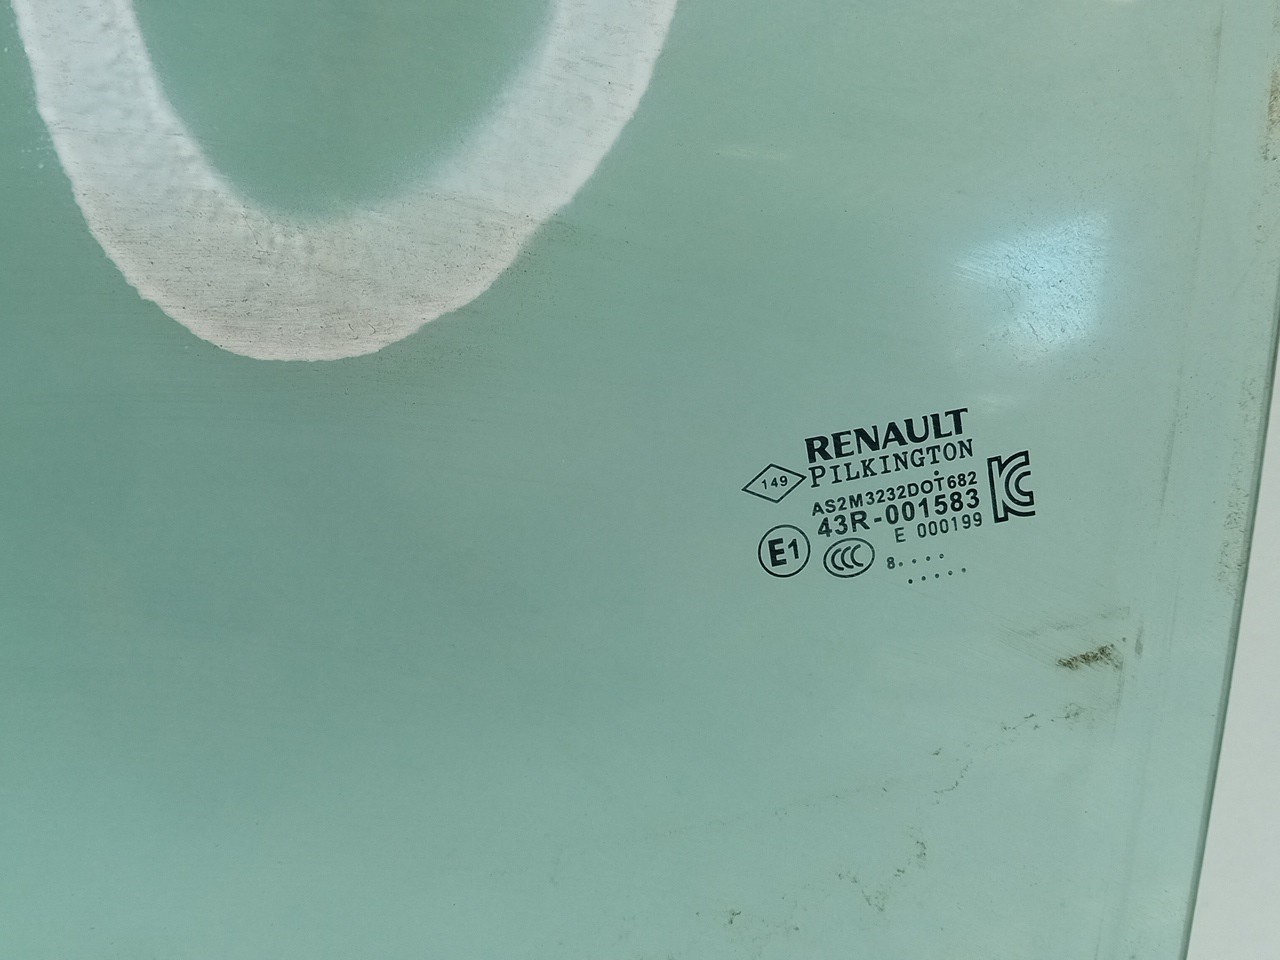 RENAULT
149 PILKINGTON
AS2M3232DOT682
43R-001583
E 000199
E1 CCC KC
8. . . .
. . . . .